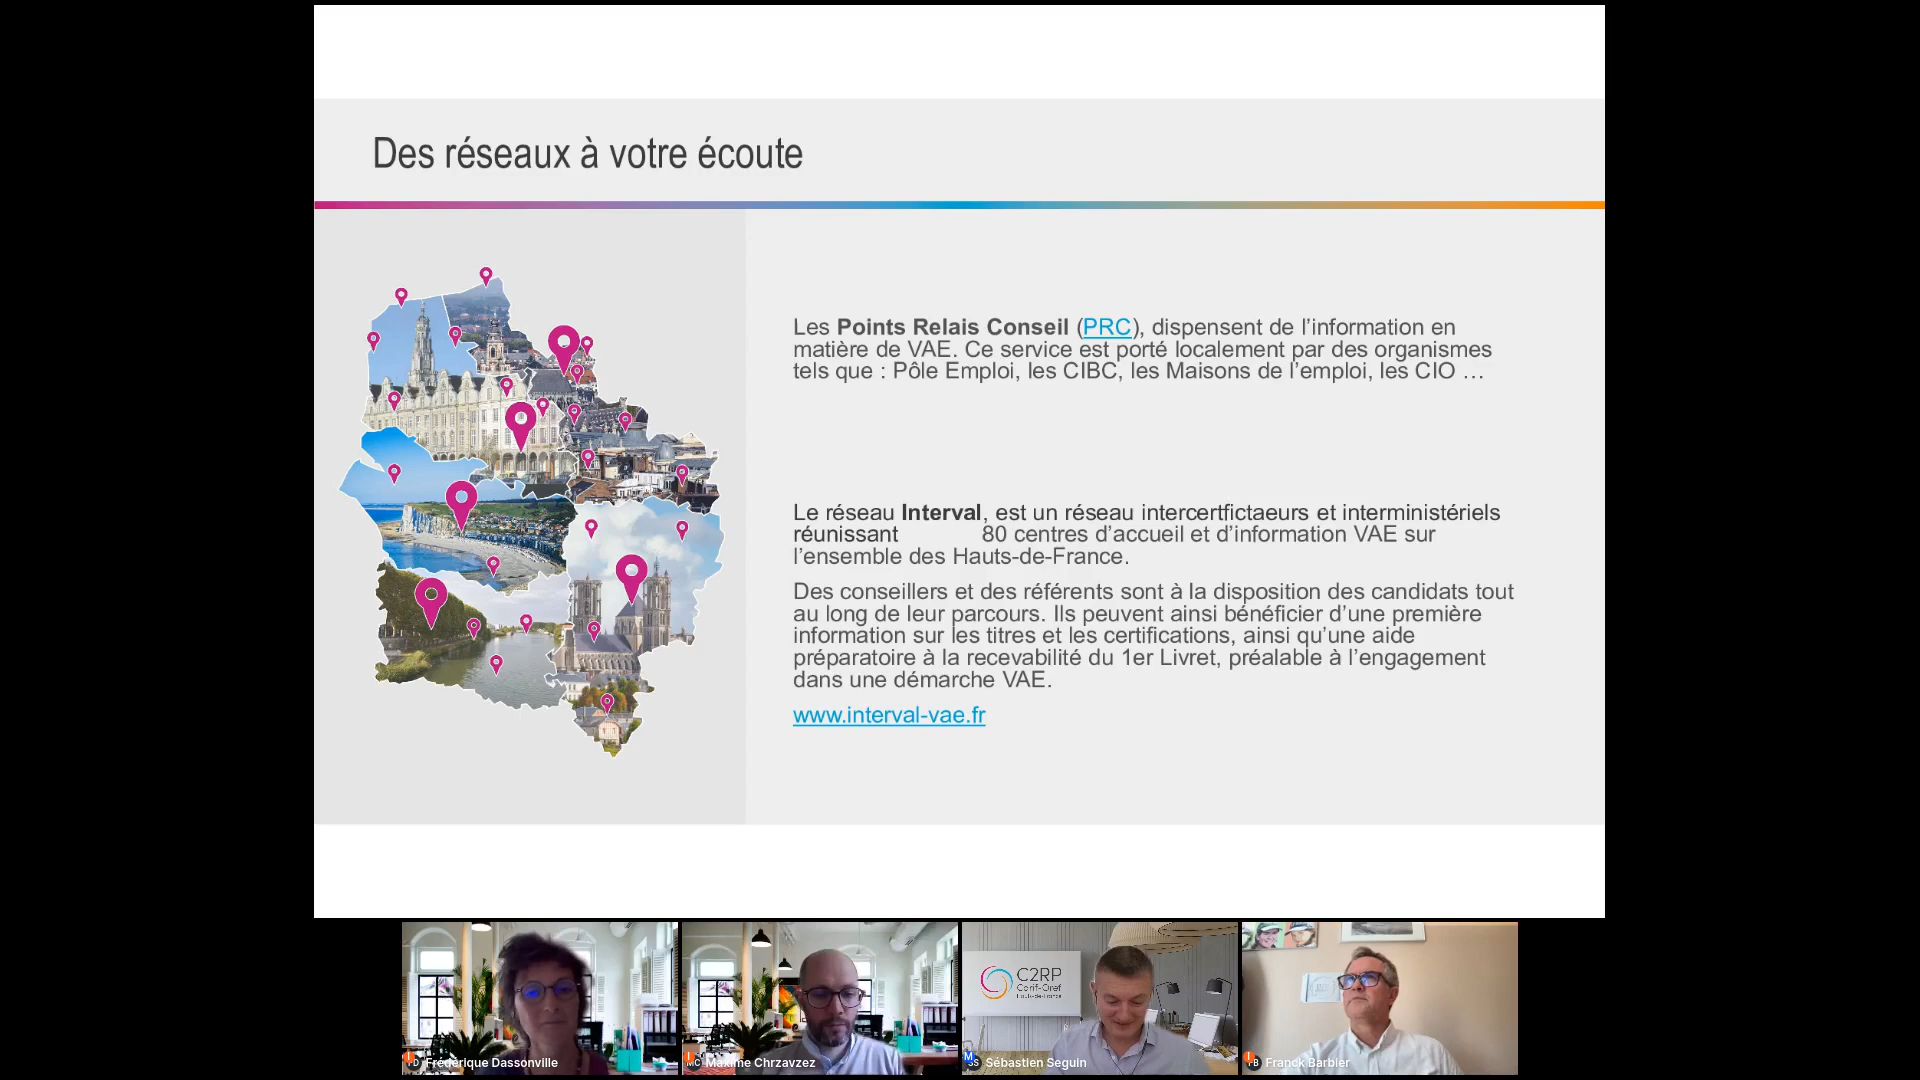 Des réseaux à votre écoute
Les Points Relais Conseil (PRC), dispensent de l’information en
matière de VAE. Ce service est porté localement par des organismes
tels que : Pôle Emploi, les CIBC, les Maisons de l’emploi, les CIO …
Le réseau Interval, est un réseau intercertfictaeurs et interministériels
réunissant 80 centres d’accueil et d’information VAE sur
l’ensemble des Hauts-de-France.
Des conseillers et des référents sont à la disposition des candidats tout
au long de leur parcours. Ils peuvent ainsi bénéficier d’une première
information sur les titres et les certifications, ainsi qu’une aide
préparatoire à la recevabilité du 1er Livret, préalable à l’engagement
dans une démarche VAE.
www.interval-vae.fr
C2RP
Carif-Oref
Hauts-de-France
Frédérique Dassonville
MC Maxime Chrzavzez
M SS Sébastien Seguin
Franck Barbier